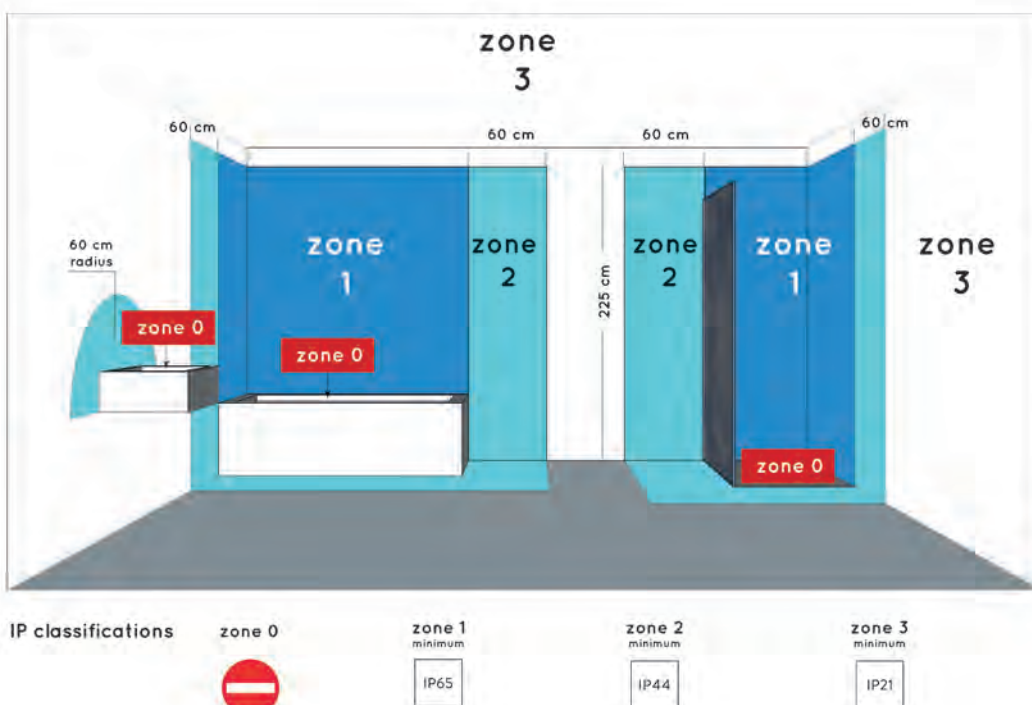 zone
3
60 cm
60 cm
60 cm
60 cm
60 cm
radius
zone
1
zone
2
225 cm
zone
2
zone
1
zone
3
zone 0
zone 0
zone 0
IP classifications
zone 0
zone 1
minimum
IP65
zone 2
minimum
IP44
zone 3
minimum
IP21